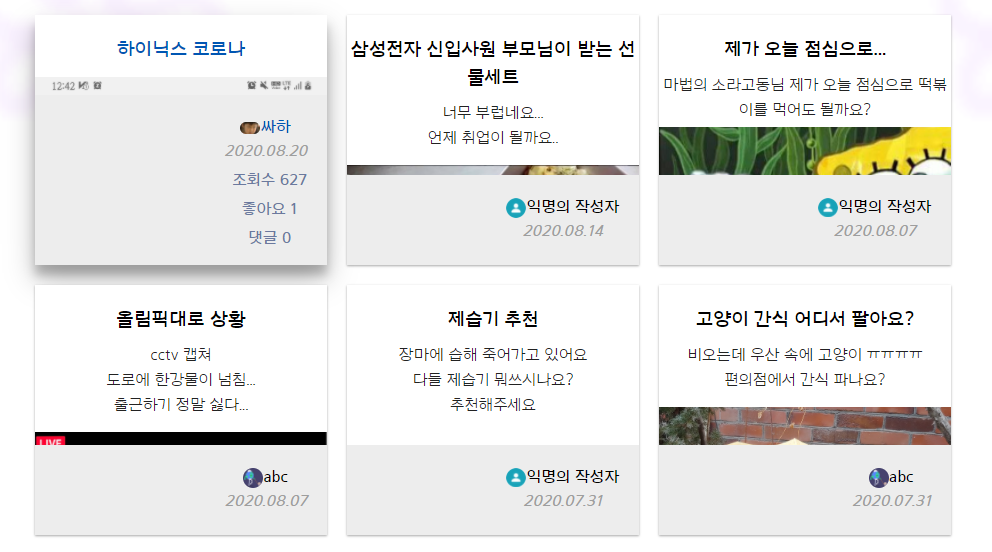 하이닉스 코로나
12:42
싸하
2020.08.20
조회수 627
좋아요 1
댓글 0
삼성전자 신입사원 부모님이 받는 선
물세트
너무 부럽네요...
언제 취업이 될까요..
익명의 작성자
2020.08.14
제가 오늘 점심으로...
마법의 소라고동님 제가 오늘 점심으로 떡볶
이를 먹어도 될까요?
익명의 작성자
2020.08.07
올림픽대로 상황
cctv 캡쳐
도로에 한강물이 넘침...
출근하기 정말 싫다...
LIVE
abc
2020.08.07
제습기 추천
장마에 습해 죽어가고 있어요
다들 제습기 뭐쓰시나요?
추천해주세요
익명의 작성자
2020.07.31
고양이 간식 어디서 팔아요?
비오는데 우산 속에 고양이 ㅠㅠㅠㅠ
편의점에서 간식 파나요?
abc
2020.07.31